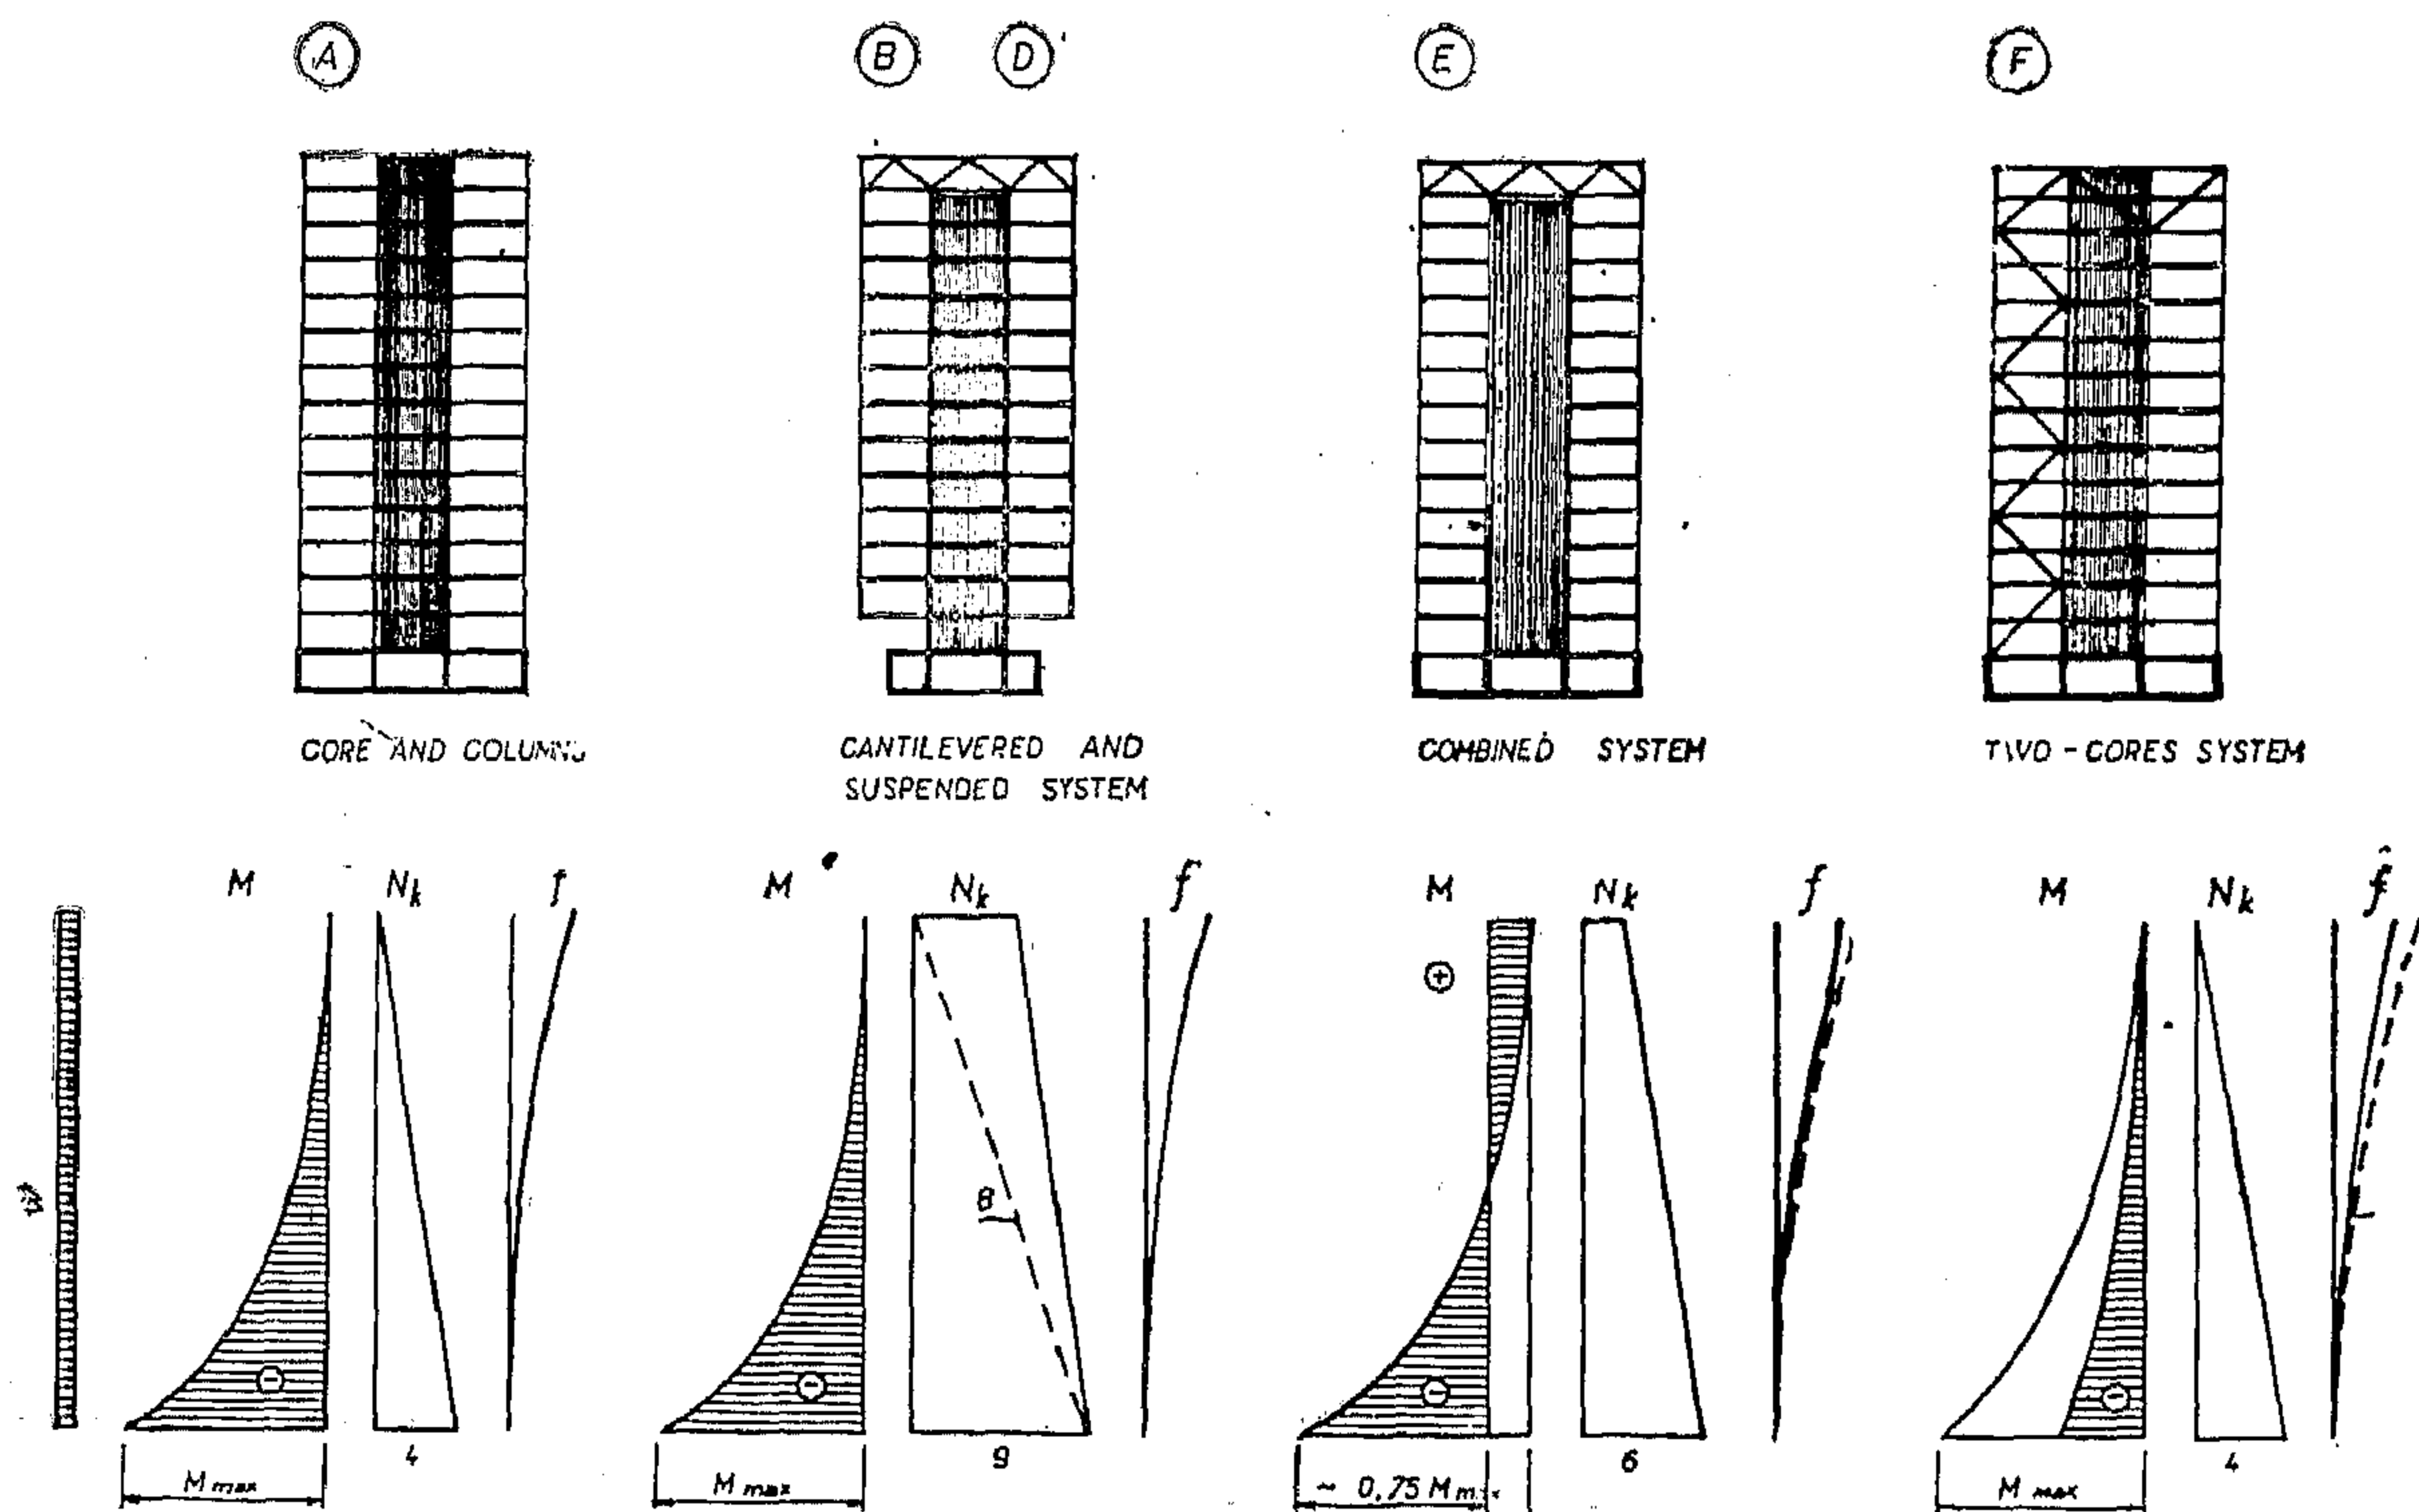 A B D E F
CORE AND COLUMNS
CANTILEVERED AND
SUSPENDED SYSTEM
COMBINED SYSTEM
TWO-CORES SYSTEM
M Nk f
M Nk f
M Nk f
M Nk f
w
B
+
-
-
-
-
4
9
6
4
M max
M max
~ 0,75 M max
M max